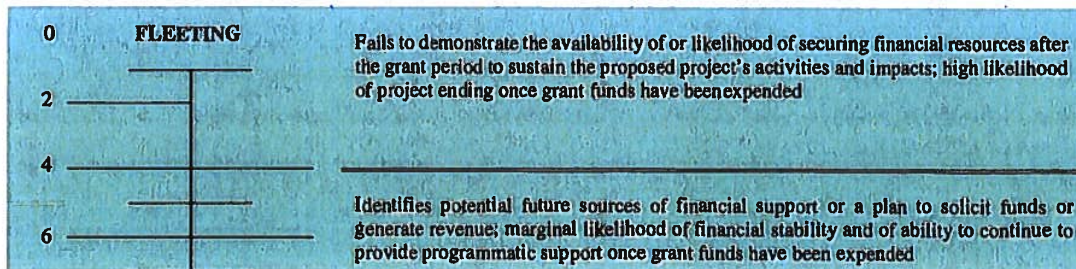 0 FLEETING
Fails to demonstrate the availability of or likelihood of securing financial resources after
the grant period to sustain the proposed project's activities and impacts; high likelihood
of project ending once grant funds have beenexpended
2
4
Identifies potential future sources of financial support or a plan to solicit funds or
generate revenue; marginal likelihood of financial stability and of ability to continue to
provide programmatic support once grant funds have been expended
6